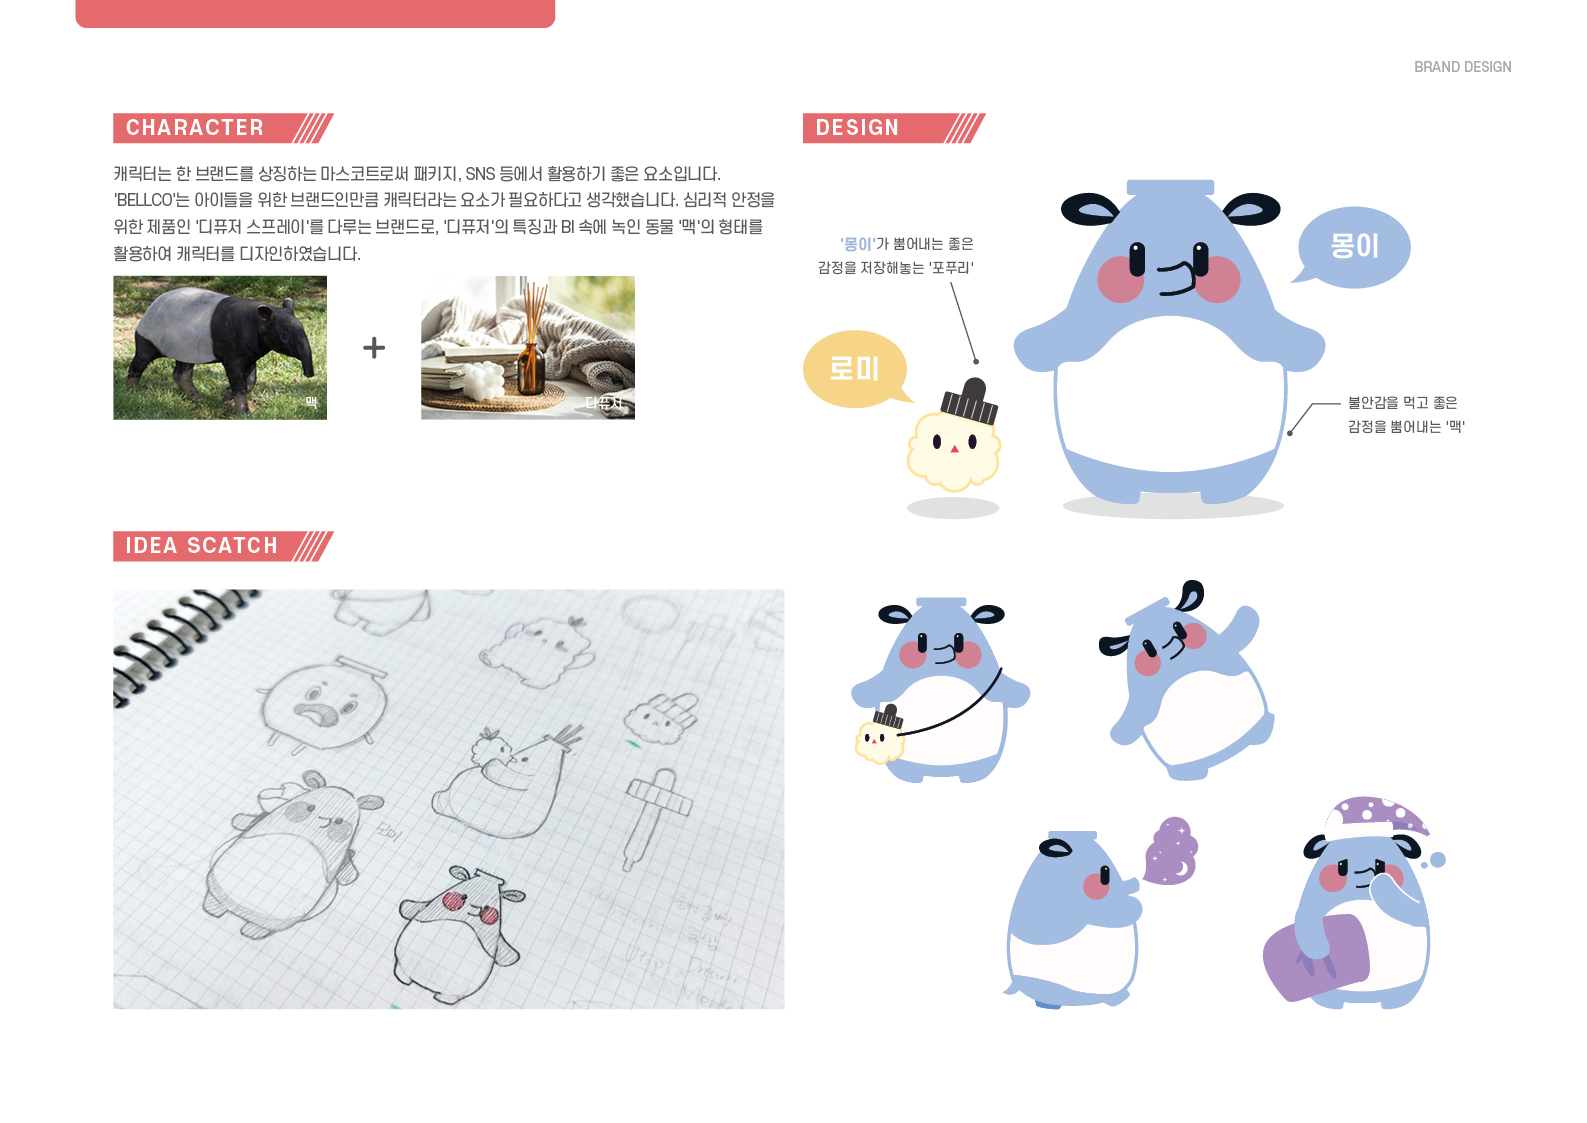 BRAND DESIGN
CHARACTER
캐릭터는 한 브랜드를 상징하는 마스코트로써 패키지, SNS 등에서 활용하기 좋은 요소입니다.
'BELLCO'는 아이들을 위한 브랜드인만큼 캐릭터라는 요소가 필요하다고 생각했습니다. 심리적 안정을
위한 제품인 '디퓨저 스프레이'를 다루는 브랜드로, '디퓨저'의 특징과 BI 속에 녹인 동물 '맥'의 형태를
활용하여 캐릭터를 디자인하였습니다.
맥
+
디퓨저
IDEA SCATCH
DESIGN
'몽이'가 뿜어내는 좋은
감정을 저장해놓는 '포푸리'
몽이
로미
불안감을 먹고 좋은
감정을 뿜어내는 '맥'